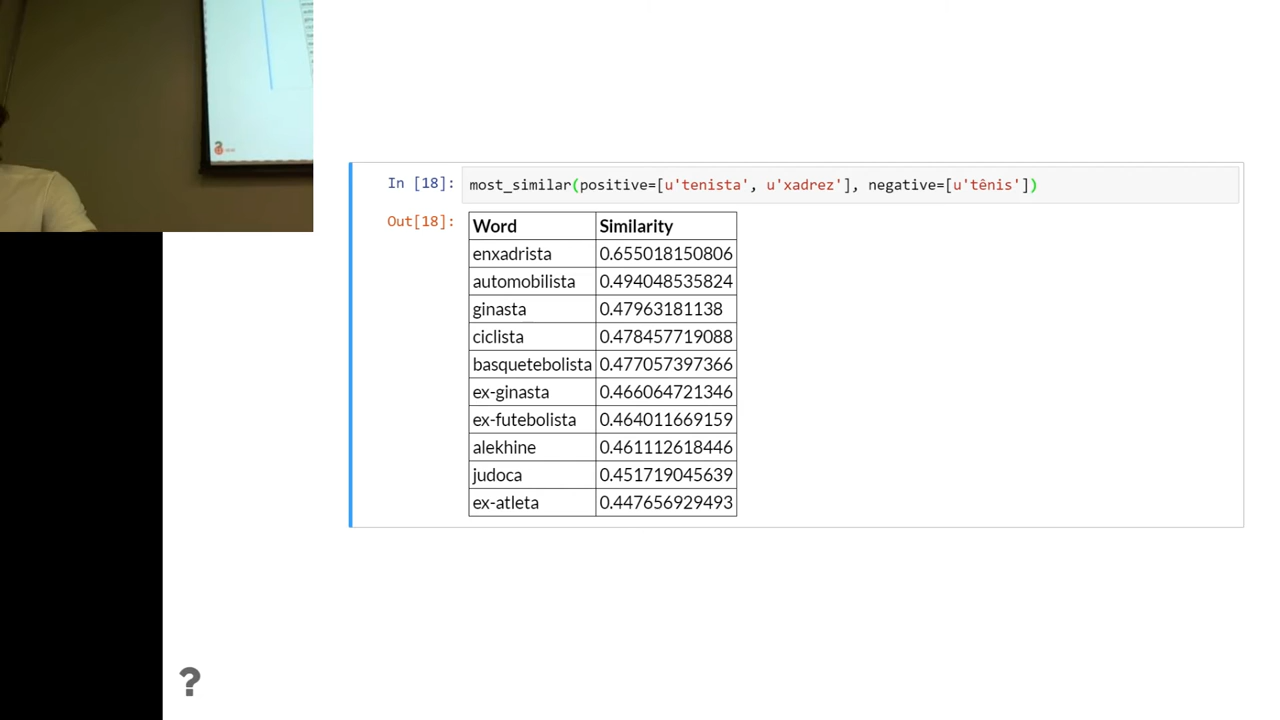 In [18]: most_similar(positive=[u'tenista', u'xadrez'], negative=[u'tênis'])
Out[18]:
Word Similarity
enxadrista 0.655018150806
automobilista 0.494048535824
ginasta 0.47963181138
ciclista 0.478457719088
basquetebolista 0.477057397366
ex-ginasta 0.466064721346
ex-futebolista 0.464011669159
alekhine 0.461112618446
judoca 0.451719045639
ex-atleta 0.447656929493
?